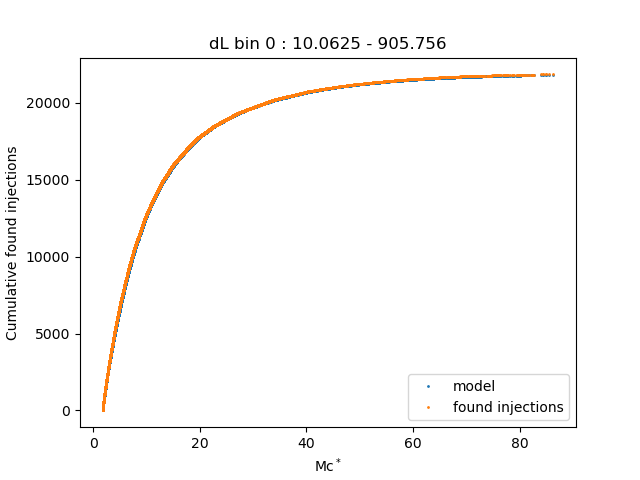 dL bin 0 : 10.0625 - 905.756
Cumulative found injections
20000
15000
10000
5000
0
0 20 40 60 80
Mc*
model
found injections